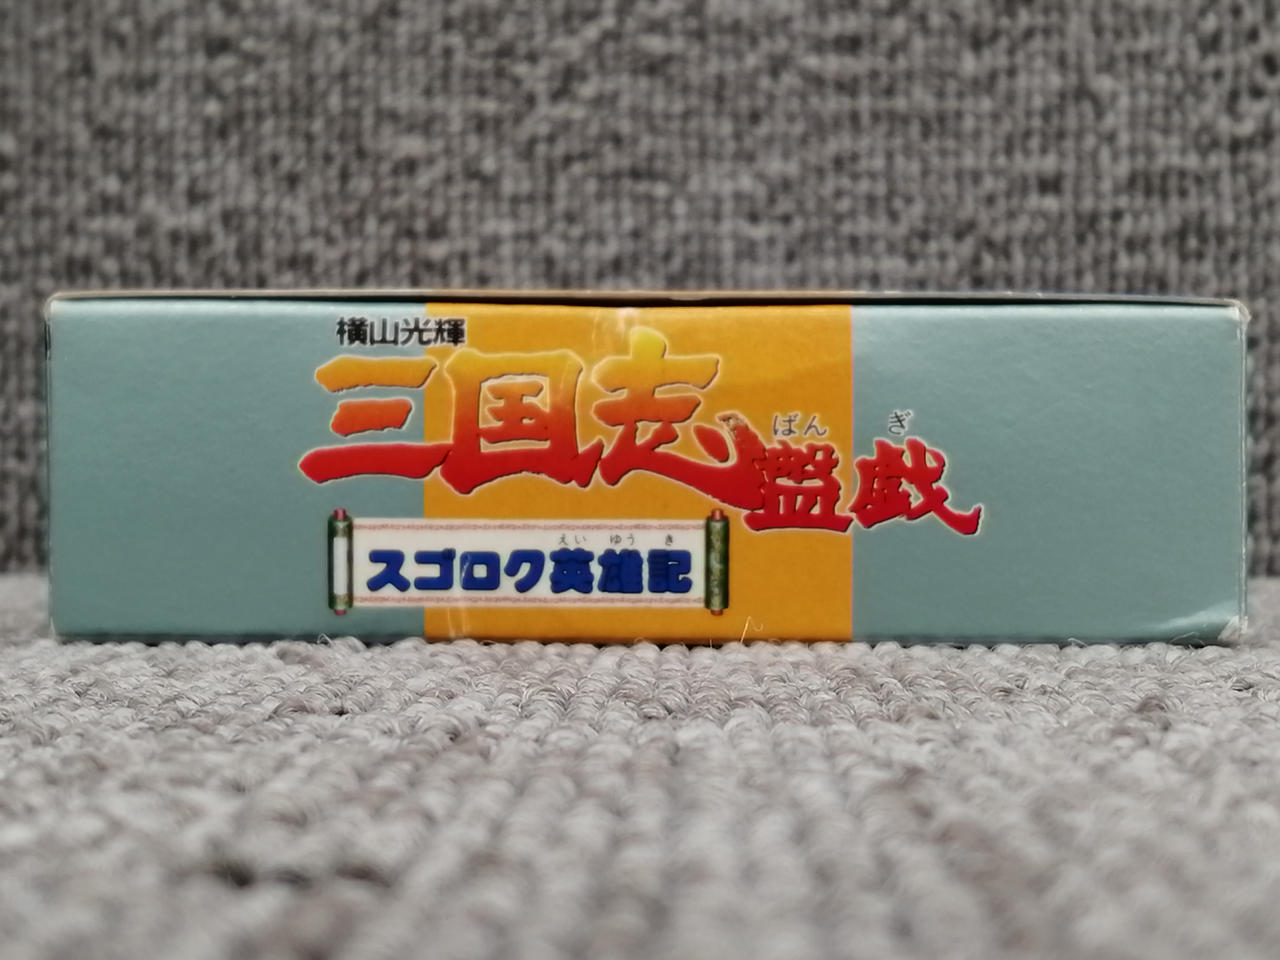 横山光輝
三国志
ばんぎ
盤戯
えいゆうき
スゴロク英雄記